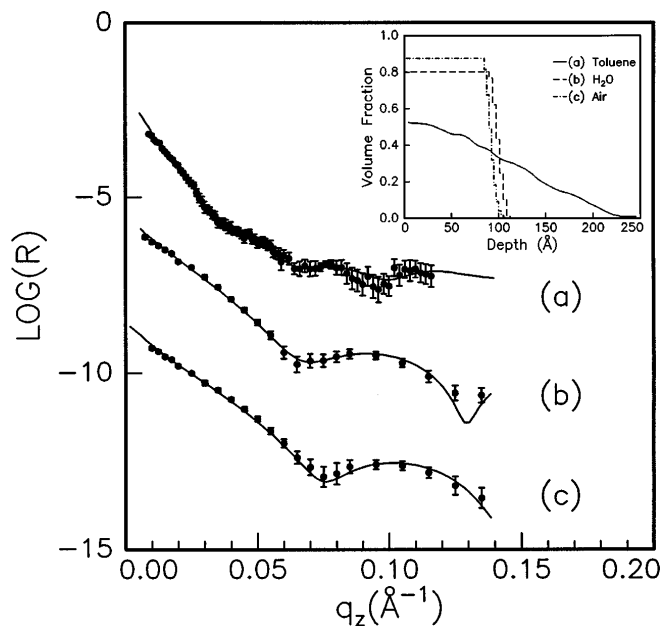 0
−5
−10
−15
LOG(R)
0.00 0.05 0.10 0.15 0.20
q_z(Å⁻¹)
(a)
(b)
(c)
1.0
0.8
0.6
0.4
0.2
0.0
Volume Fraction
0 50 100 150 200 250
Depth (Å)
(a) Toluene
(b) H₂O
(c) Air